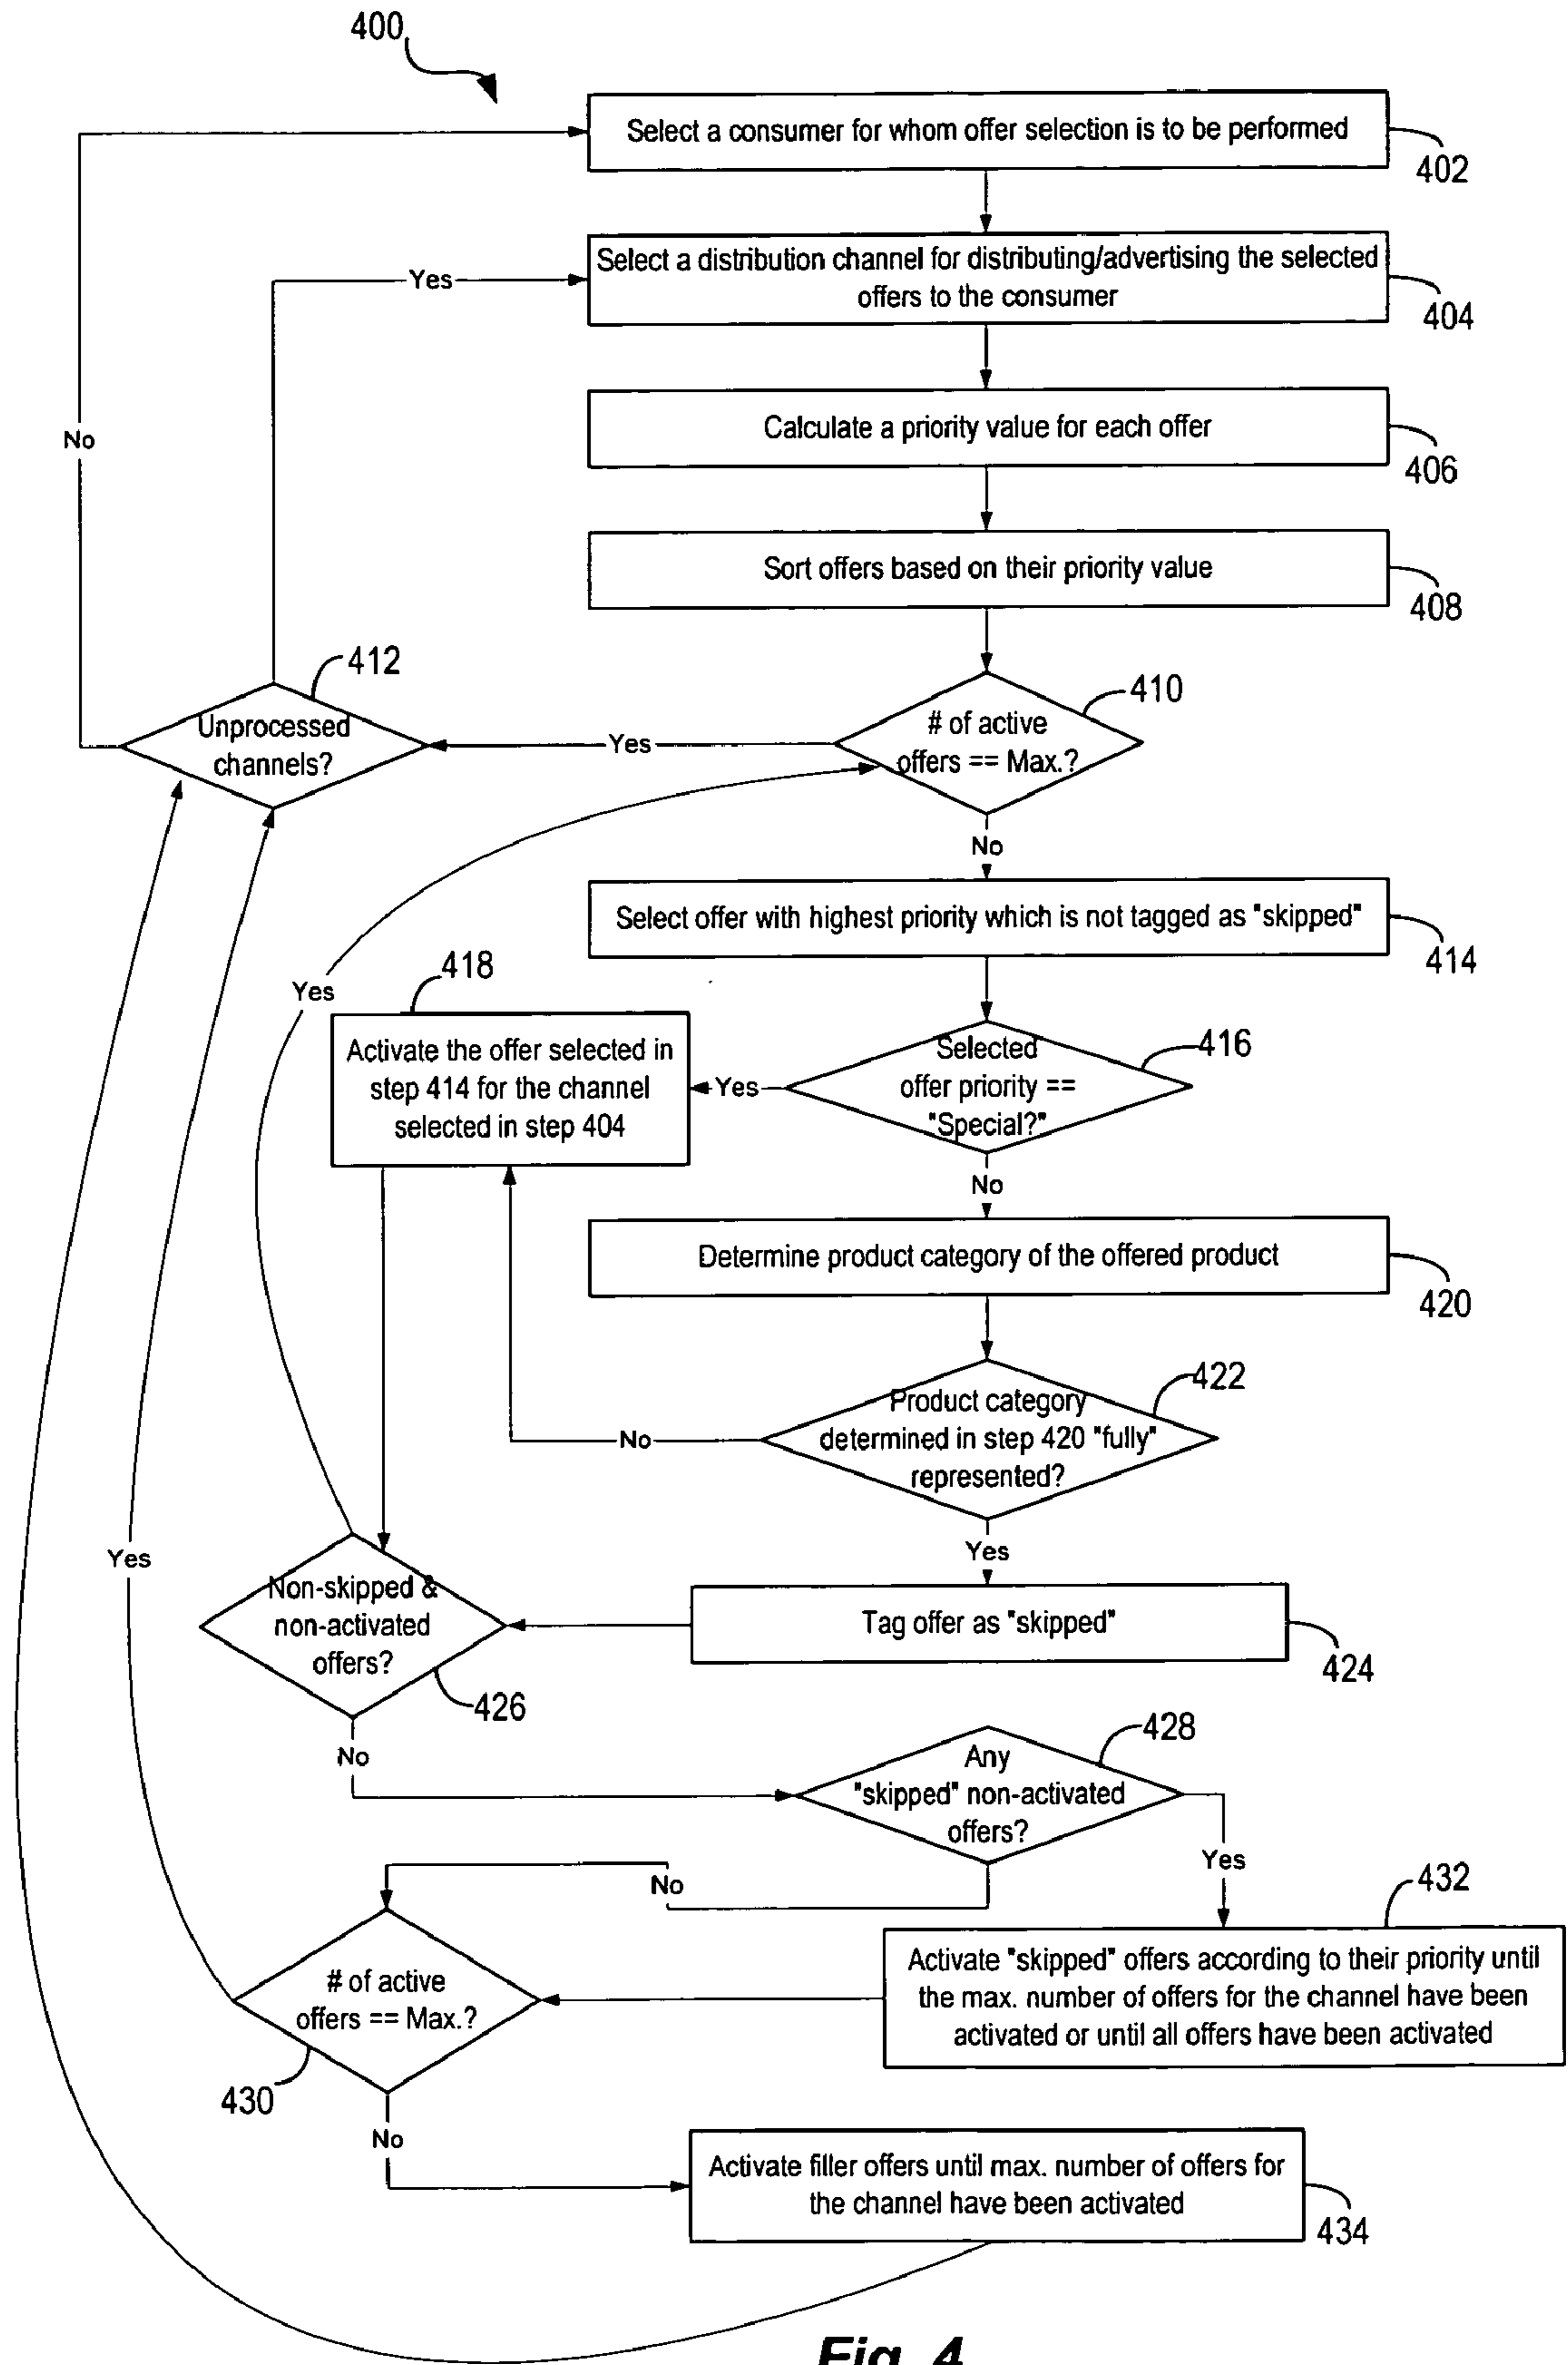 400
Select a consumer for whom offer selection is to be performed
402
Select a distribution channel for distributing/advertising the selected
offers to the consumer
404
Yes
No
Calculate a priority value for each offer
406
Sort offers based on their priority value
408
412
Unprocessed
channels?
Yes
410
# of active
offers == Max.?
No
Select offer with highest priority which is not tagged as "skipped"
414
Yes
418
Activate the offer selected in
step 414 for the channel
selected in step 404
Yes
416
Selected
offer priority ==
"Special?"
No
Determine product category of the offered product
420
422
Product category
determined in step 420 "fully"
represented?
No
Yes
Yes
Non-skipped &
non-activated
offers?
426
Tag offer as "skipped"
424
No
428
Any
"skipped" non-activated
offers?
Yes
No
432
Activate "skipped" offers according to their priority until
the max. number of offers for the channel have been
activated or until all offers have been activated
# of active
offers == Max.?
430
No
Activate filler offers until max. number of offers for
the channel have been activated
434
Fig. 4